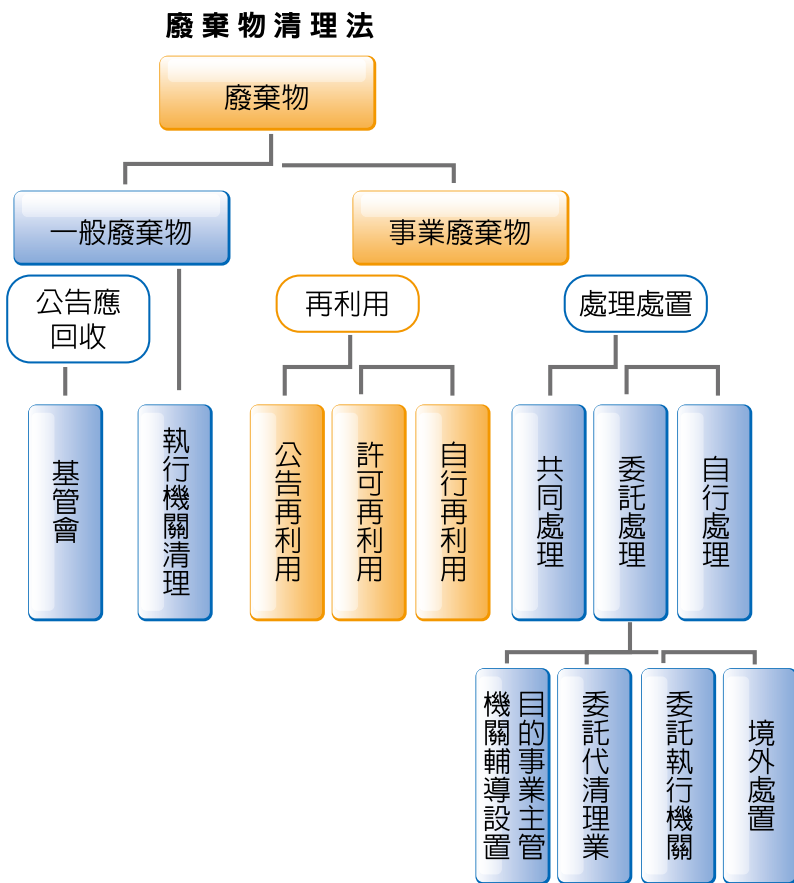 廢棄物清理法
廢棄物
一般廢棄物
事業廢棄物
公告應
回收
再利用
處理處置
基管會
執行機關清理
公告再利用
許可再利用
自行再利用
共同處理
委託處理
自行處理
目的事業主管
機關輔導設置
委託代清理業
委託執行機關
境外處置